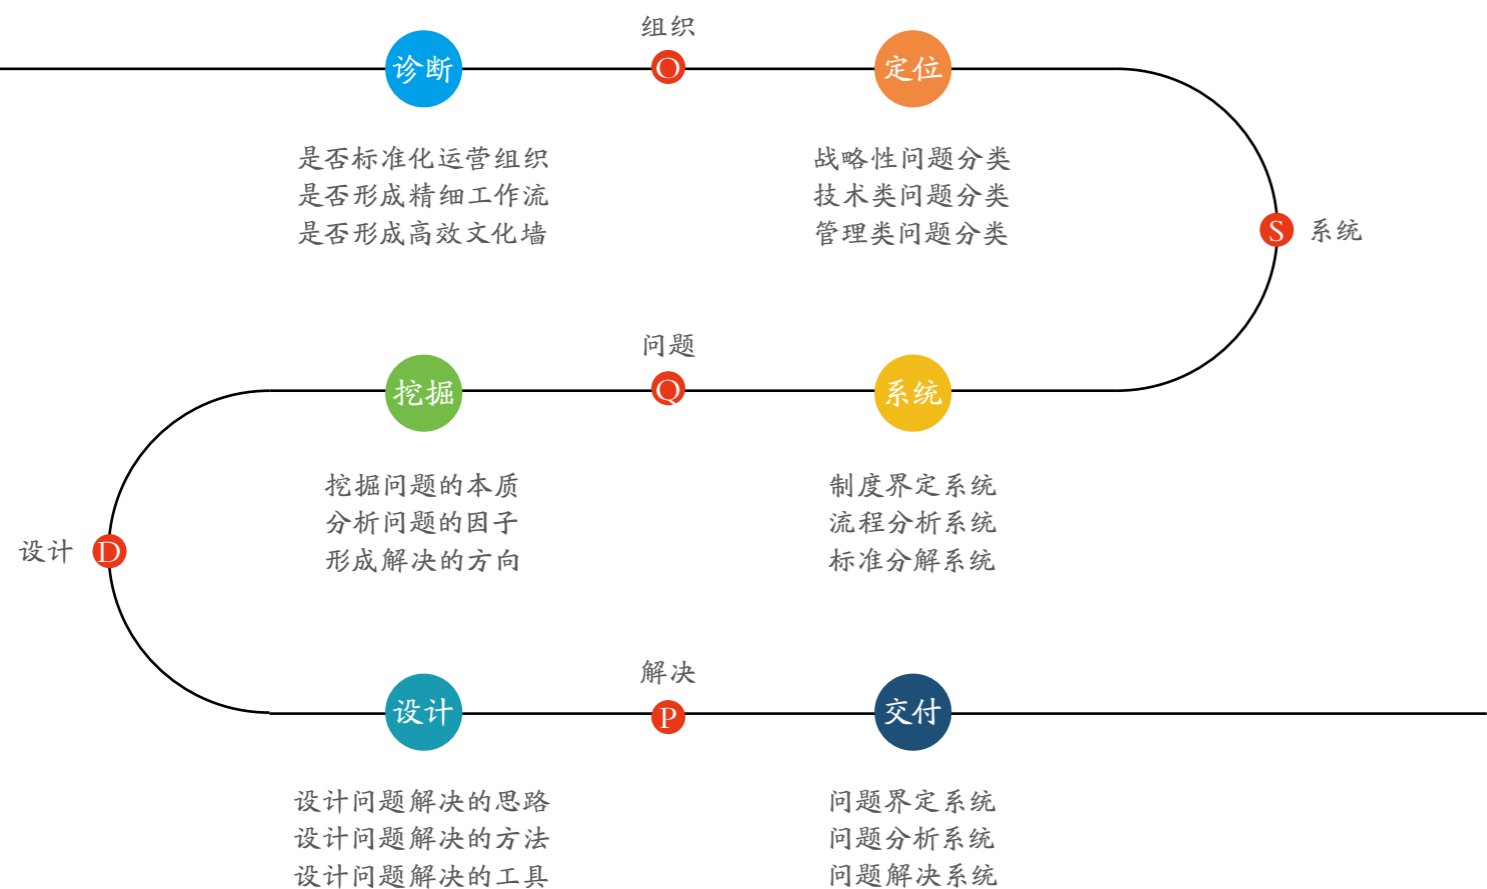 组织
诊断
O
定位
是否标准化运营组织
是否形成精细工作流
是否形成高效文化墙
战略性问题分类
技术类问题分类
管理类问题分类
S
系统
问题
挖掘
Q
系统
挖掘问题的本质
分析问题的因子
形成解决的方向
制度界定系统
流程分析系统
标准分解系统
设计
D
解决
设计
P
交付
设计问题解决的思路
设计问题解决的方法
设计问题解决的工具
问题界定系统
问题分析系统
问题解决系统